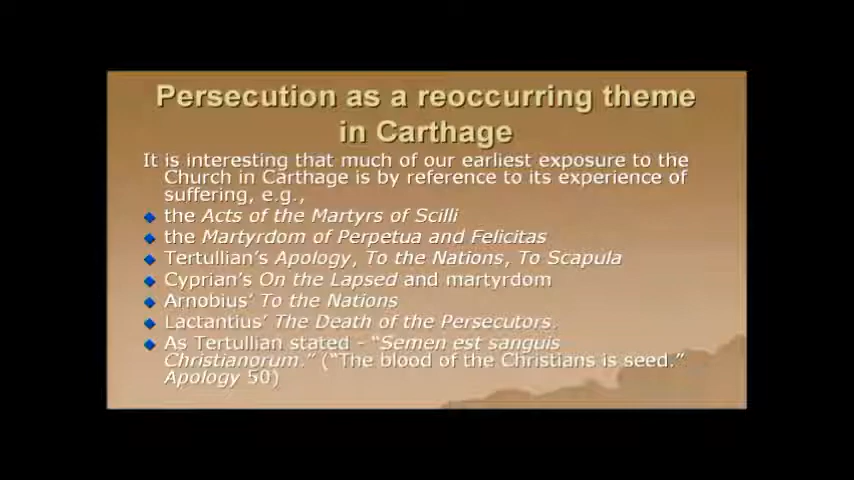 Persecution as a reoccurring theme
in Carthage
It is interesting that much of our earliest exposure to the
Church in Carthage is by reference to its experience of
suffering, e.g.,
the Acts of the Martyrs of Scilli
the Martyrdom of Perpetua and Felicitas
Tertullian's Apology, To the Nations, To Scapula
Cyprian's On the Lapsed and martyrdom
Arnobius' To the Nations
Lactantius' The Death of the Persecutors.
As Tertullian stated - "Semen est sanguis
Christianorum." ("The blood of the Christians is seed."
Apology 50)